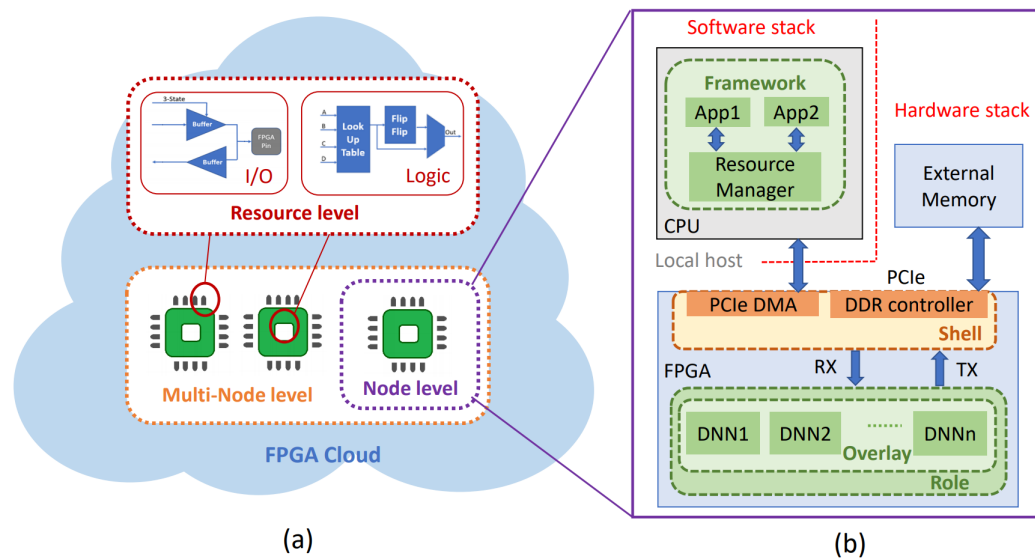 3-State
Buffer
Buffer
FPGA
Pin
I/O
A
B
C
D
Look
Up
Table
Flip
Flip
Out
Logic
Resource level
Multi-Node level
Node level
FPGA Cloud
(a)
Software stack
Framework
App1
App2
Resource
Manager
CPU
Local host
Hardware stack
External
Memory
PCIe
PCIe DMA
DDR controller
Shell
FPGA
RX
TX
DNN1
DNN2
........
DNNn
Overlay
Role
(b)